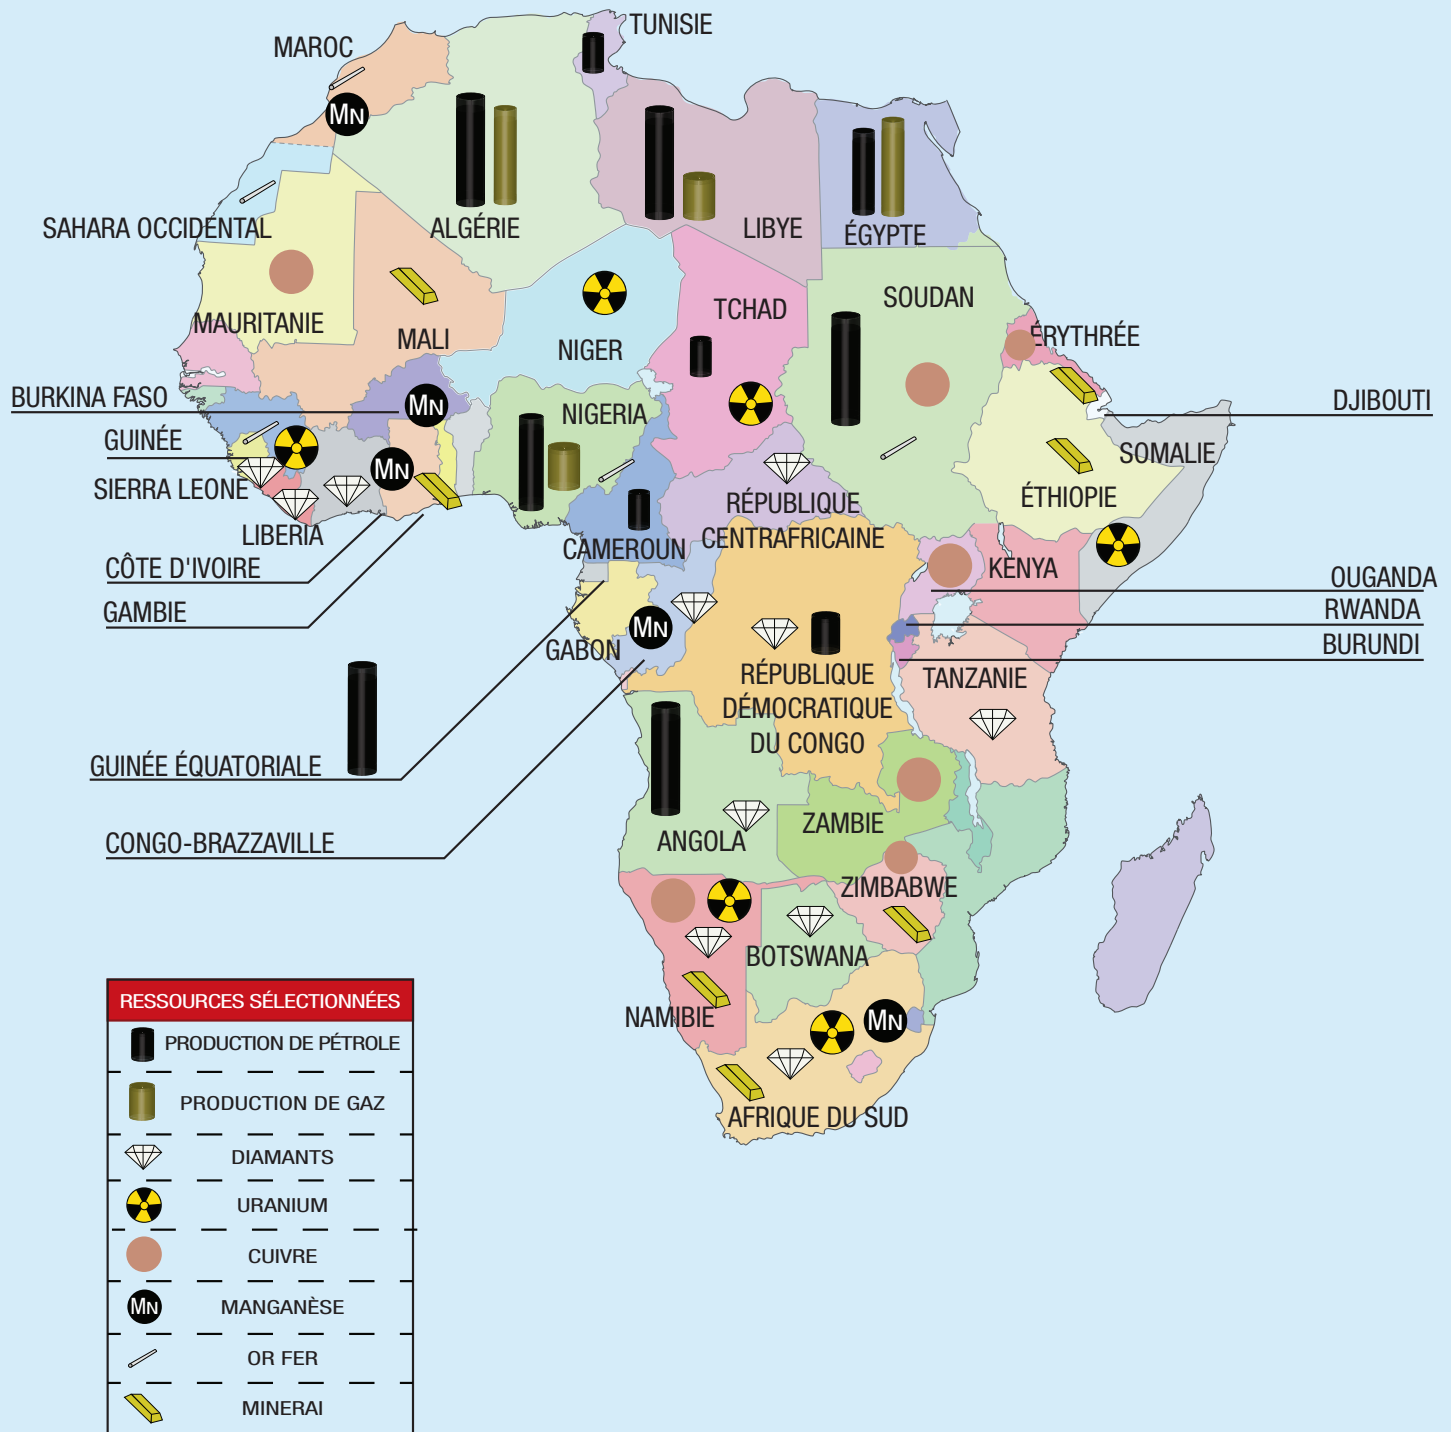 TUNISIE
MAROC
Mn
SAHARA OCCIDENTAL
ALGÉRIE
LIBYE
ÉGYPTE
MAURITANIE
MALI
NIGER
TCHAD
SOUDAN
ÉRYTHRÉE
BURKINA FASO
Mn
NIGERIA
DJIBOUTI
GUINÉE
SOMALIE
Mn
SIERRA LEONE
LIBERIA
RÉPUBLIQUE
CENTRAFRICAINE
ÉTHIOPIE
CÔTE D'IVOIRE
CAMEROUN
KENYA
OUGANDA
GAMBIE
RWANDA
Mn
GABON
BURUNDI
RÉPUBLIQUE
DÉMOCRATIQUE
DU CONGO
TANZANIE
GUINÉE ÉQUATORIALE
CONGO-BRAZZAVILLE
ANGOLA
ZAMBIE
ZIMBABWE
BOTSWANA
NAMIBIE
Mn
AFRIQUE DU SUD
RESSOURCES SÉLECTIONNÉES
PRODUCTION DE PÉTROLE
PRODUCTION DE GAZ
DIAMANTS
URANIUM
CUIVRE
Mn MANGANÈSE
OR FER
MINERAI